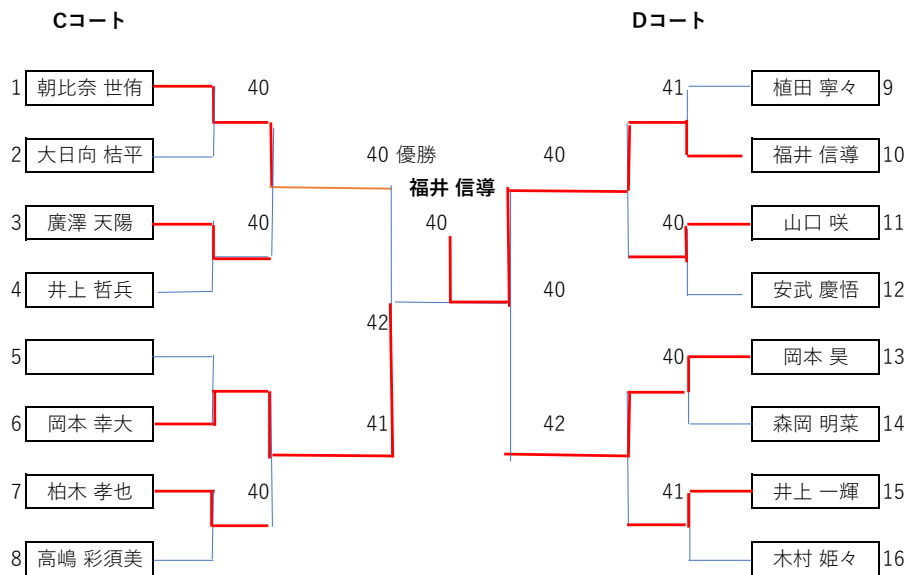 Cコート Dコート
1 朝比奈 世侑 40 41 植田 寧々 9
2 大日向 桔平 40 優勝 40 福井 信導 10
福井 信導
3 廣澤 天陽 40 40 40 山口 咲 11
4 井上 哲兵 40 安武 慶悟 12
42
5 40 岡本 昊 13
6 岡本 幸大 41 42 森岡 明菜 14
7 柏木 孝也 40 41 井上 一輝 15
8 高嶋 彩須美 木村 姫々 16